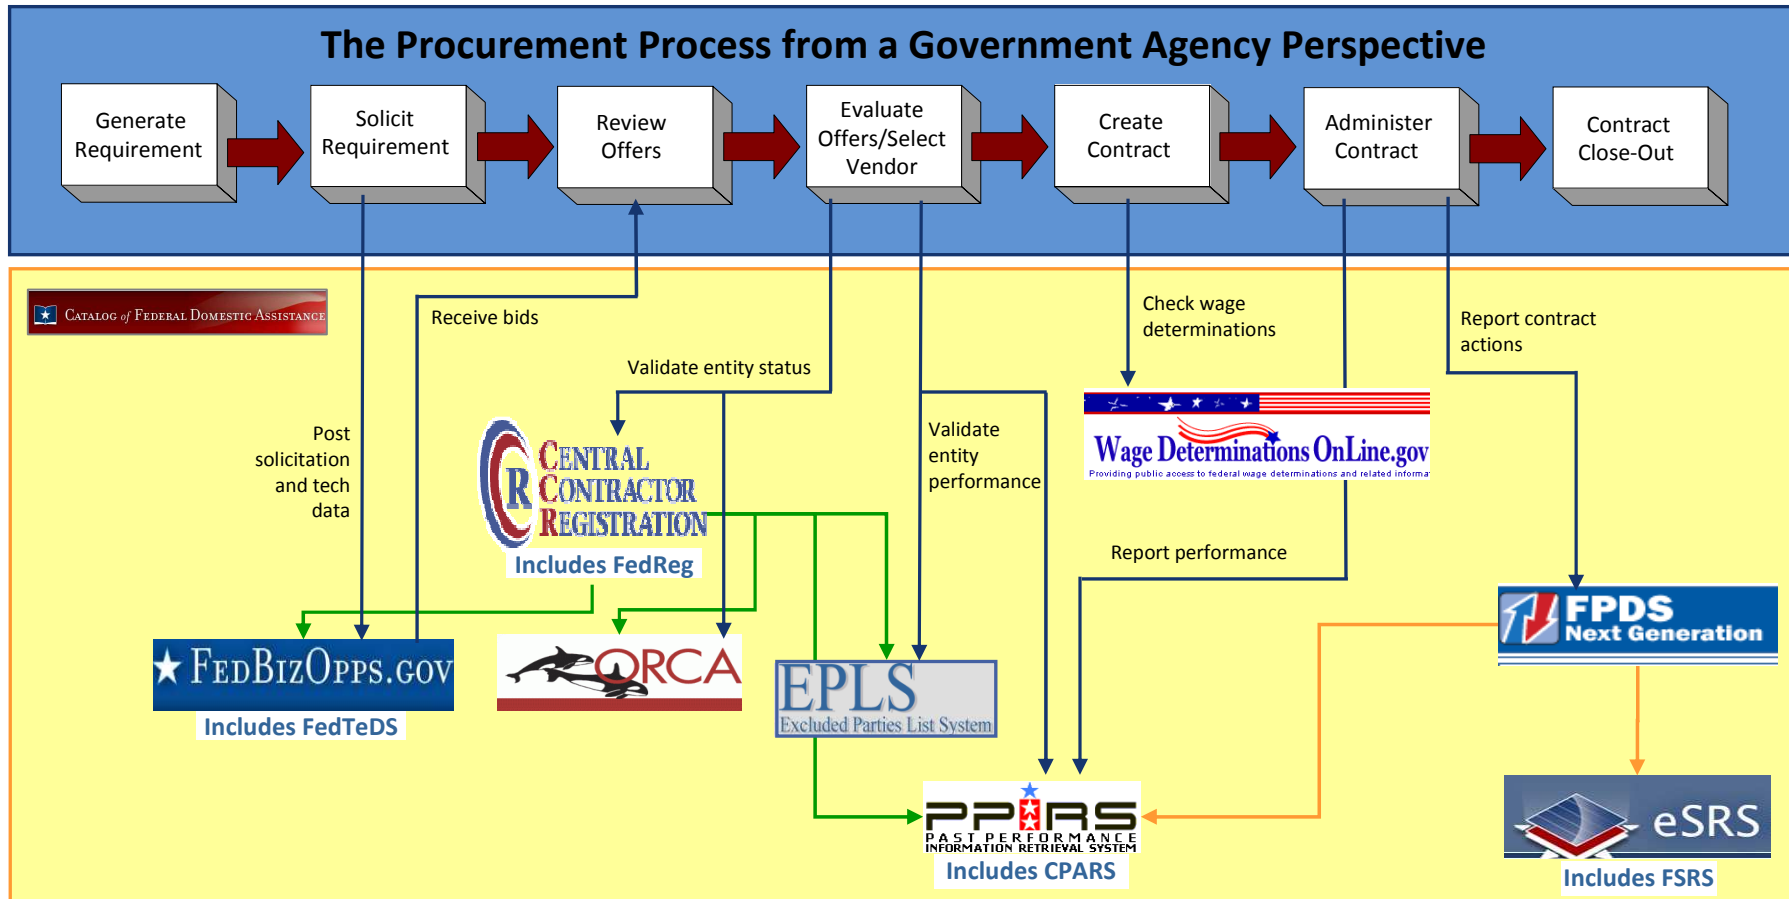 The Procurement Process from a Government Agency Perspective
Generate
Requirement
Solicit
Requirement
Review
Offers
Evaluate
Offers/Select
Vendor
Create
Contract
Administer
Contract
Contract
Close-Out
CATALOG of FEDERAL DOMESTIC ASSISTANCE
Receive bids
Check wage
determinations
Report contract
actions
Validate entity status
Post
solicitation
and tech
data
CCR
CENTRAL
CONTRACTOR
REGISTRATION
Includes FedReg
Validate
entity
performance
Wage Determinations OnLine.gov
Providing public access to federal wage determinations and related informa
Report performance
FPDS
Next Generation
★ FEDBIZOPPS.GOV
Includes FedTeDS
ORCA
EPLS
Excluded Parties List System
PPIRS
PAST PERFORMANCE
INFORMATION RETRIEVAL SYSTEM
Includes CPARS
eSRS
Includes FSRS